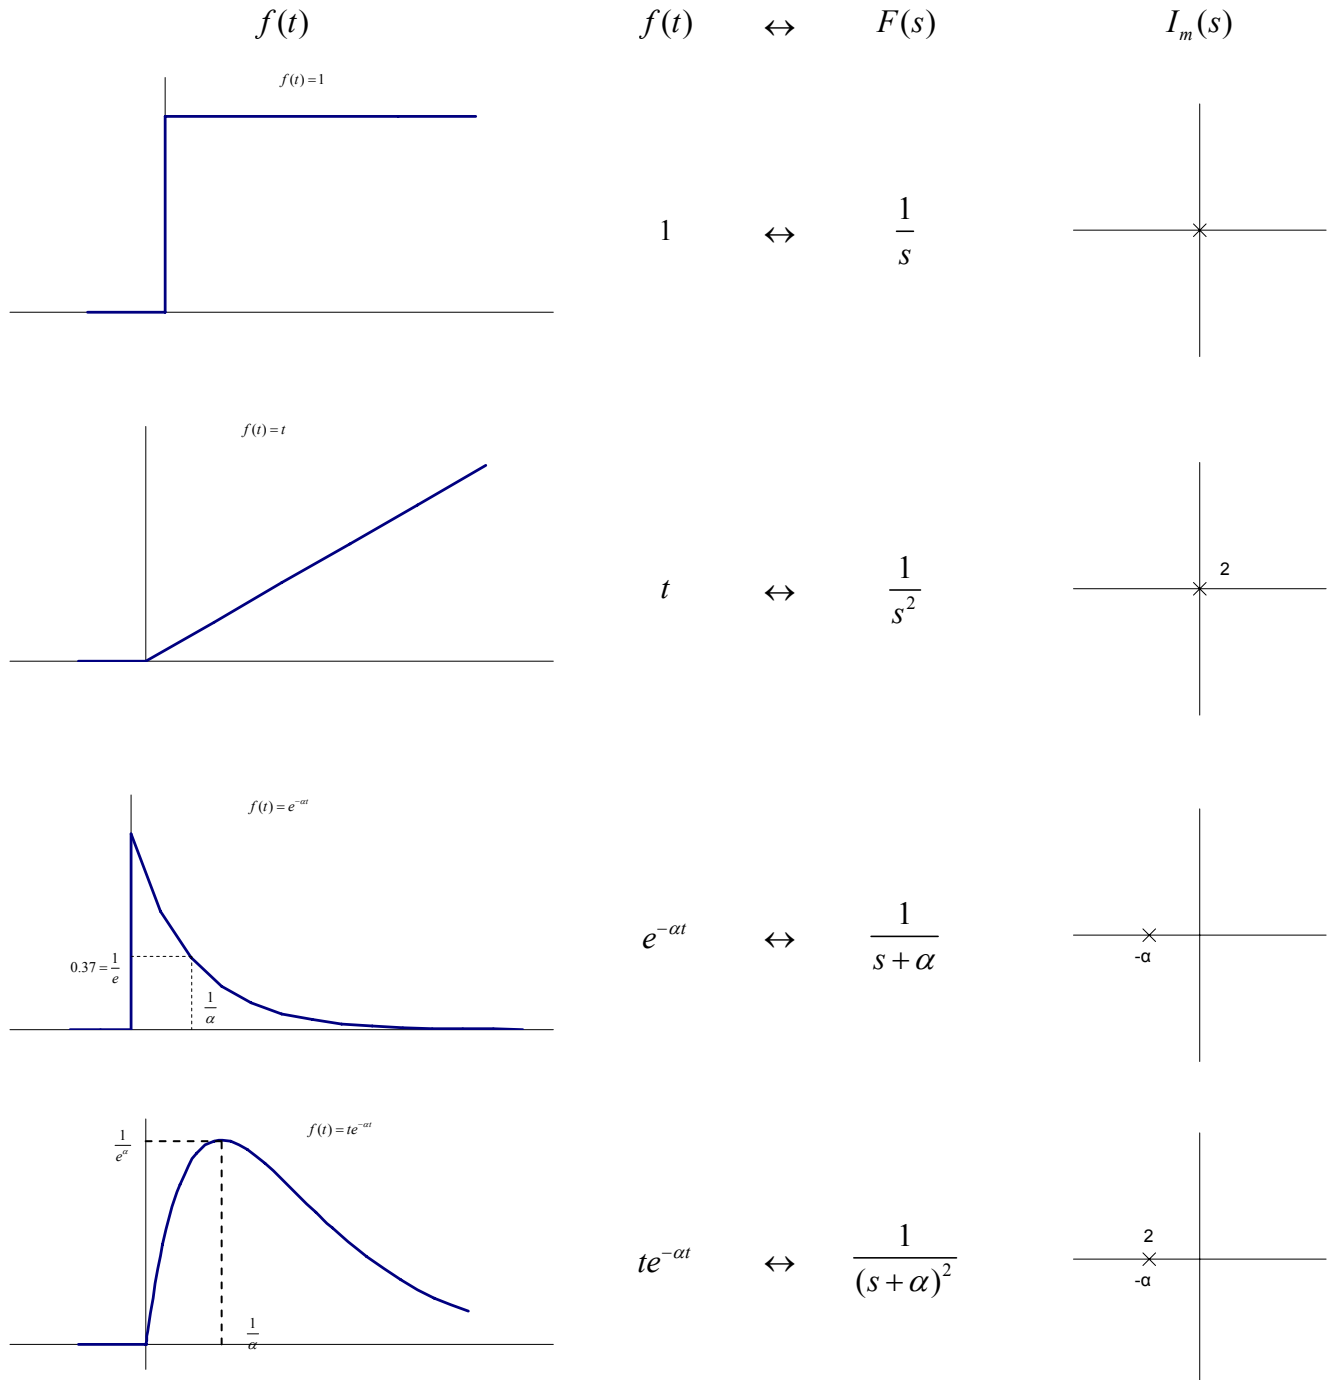 f(t) f(t) ↔ F(s) I_m(s)
f(t) = 1
1 ↔ 1/s
f(t) = t
t ↔ 1/s^2
2
f(t) = e^{-αt}
0.37 = 1/e
1/α
e^{-αt} ↔ 1/(s+α)
-α
f(t) = te^{-αt}
1/e^α
1/α
te^{-αt} ↔ 1/(s+α)^2
2
-α